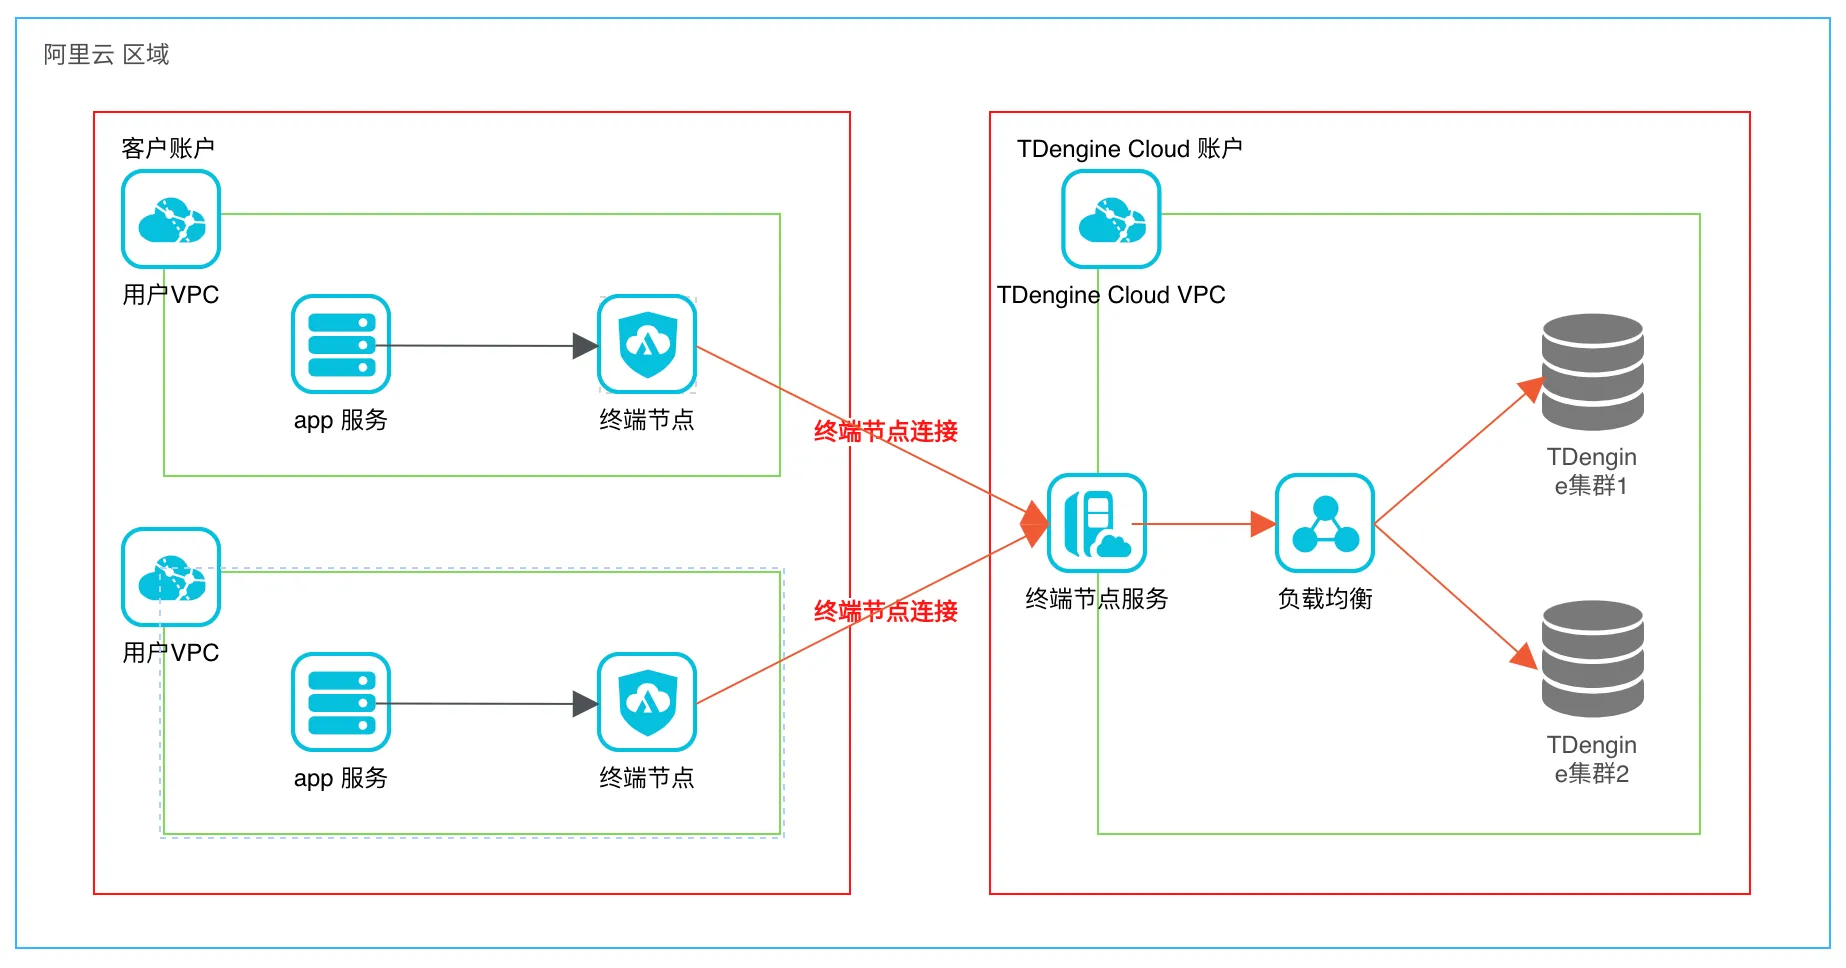 阿里云 区域
客户账户
用户VPC
app 服务
终端节点
用户VPC
app 服务
终端节点
终端节点连接
终端节点连接
TDengine Cloud 账户
TDengine Cloud VPC
终端节点服务
负载均衡
TDengin
e集群1
TDengin
e集群2